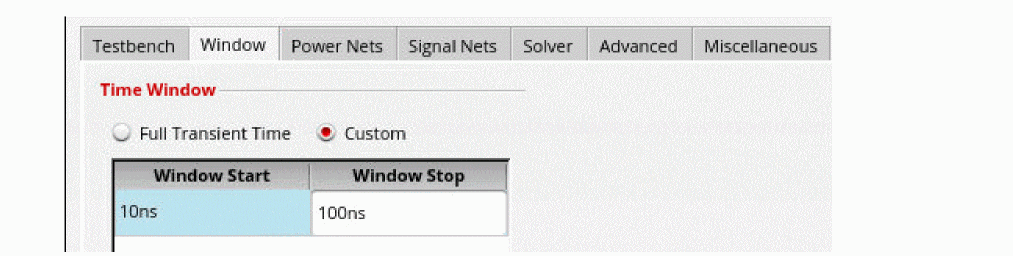 Testbench Window Power Nets Signal Nets Solver Advanced Miscellaneous
Time Window
Full Transient Time Custom
Window Start Window Stop
10ns 100ns